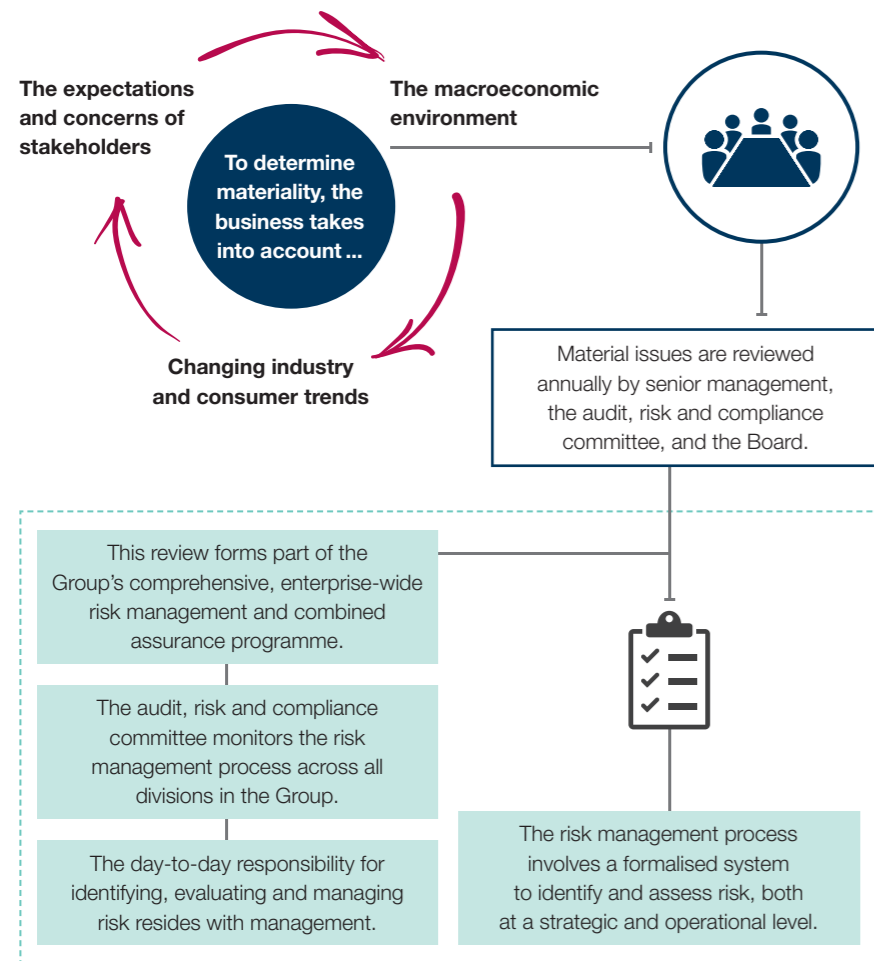 The expectations
and concerns of
stakeholders
The macroeconomic
environment
To determine
materiality, the
business takes
into account ...
Changing industry
and consumer trends
Material issues are reviewed
annually by senior management,
the audit, risk and compliance
committee, and the Board.
This review forms part of the
Group’s comprehensive, enterprise-wide
risk management and combined
assurance programme.
The audit, risk and compliance
committee monitors the risk
management process across all
divisions in the Group.
The day-to-day responsibility for
identifying, evaluating and managing
risk resides with management.
The risk management process
involves a formalised system
to identify and assess risk, both
at a strategic and operational level.